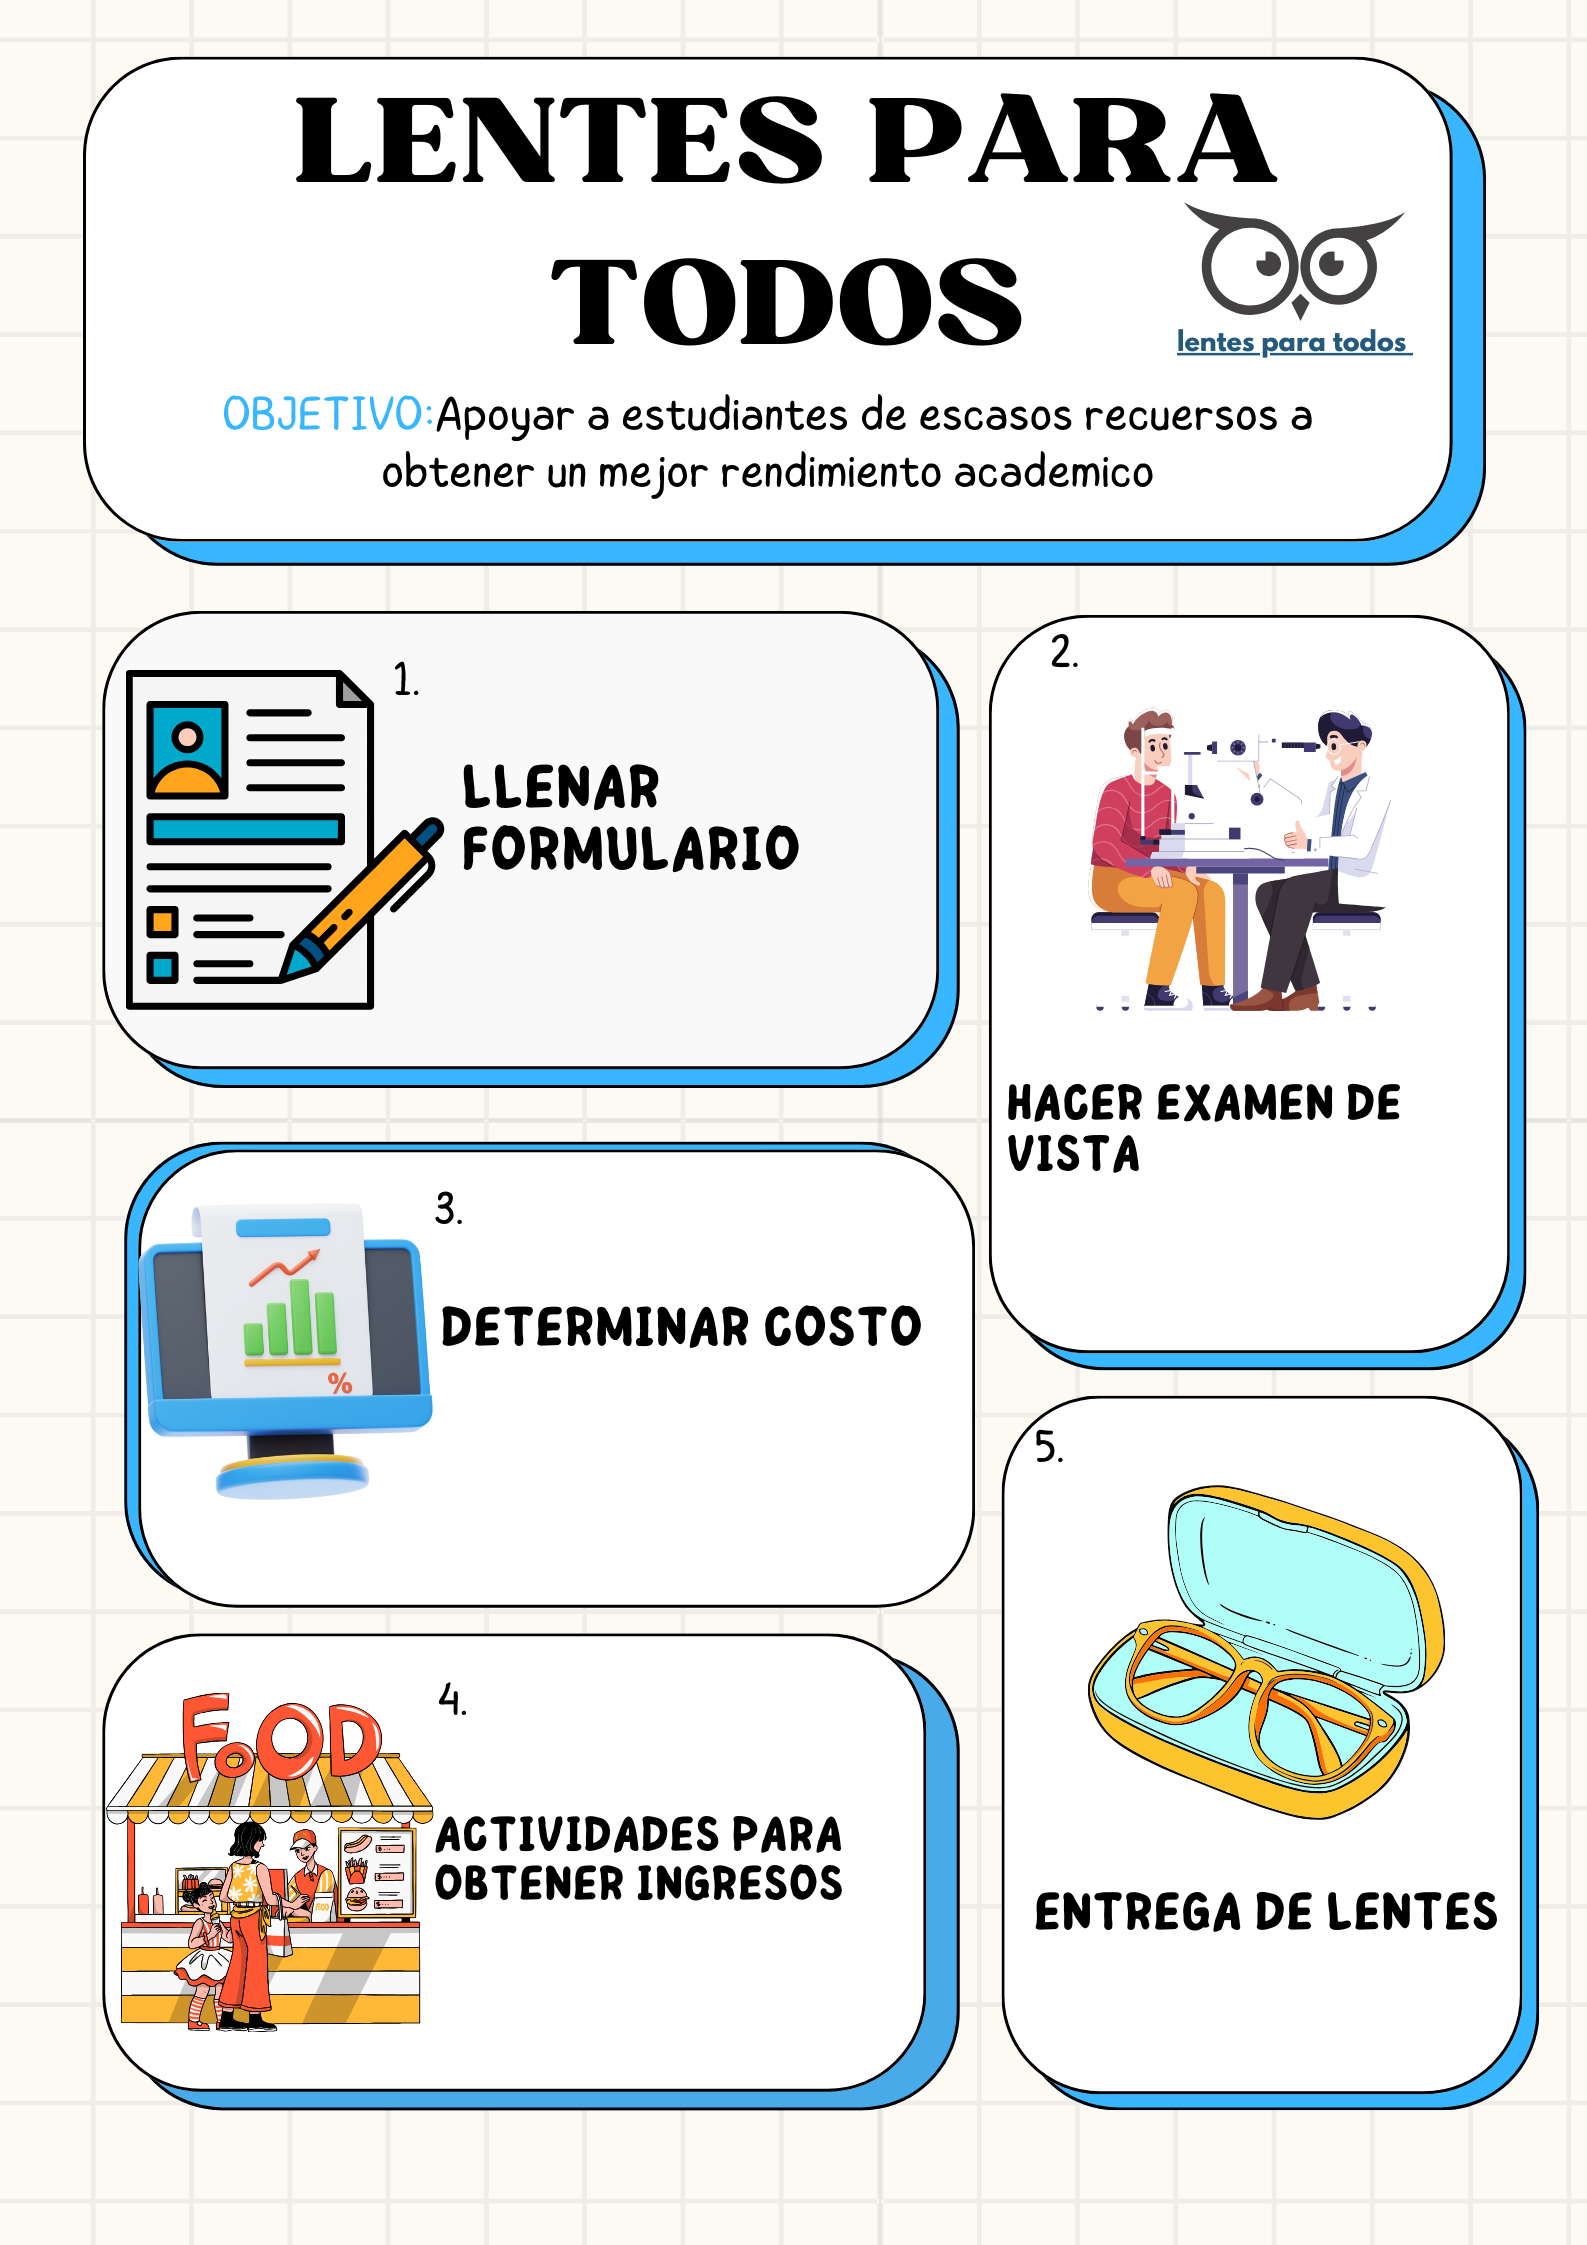 LENTES PARA
TODOS
lentes para todos
OBJETIVO:Apoyar a estudiantes de escasos recuersos a
obtener un mejor rendimiento academico
1.
LLENAR
FORMULARIO
2.
HACER EXAMEN DE
VISTA
3.
%
DETERMINAR COSTO
4.
FOOD
ACTIVIDADES PARA
OBTENER INGRESOS
5.
ENTREGA DE LENTES